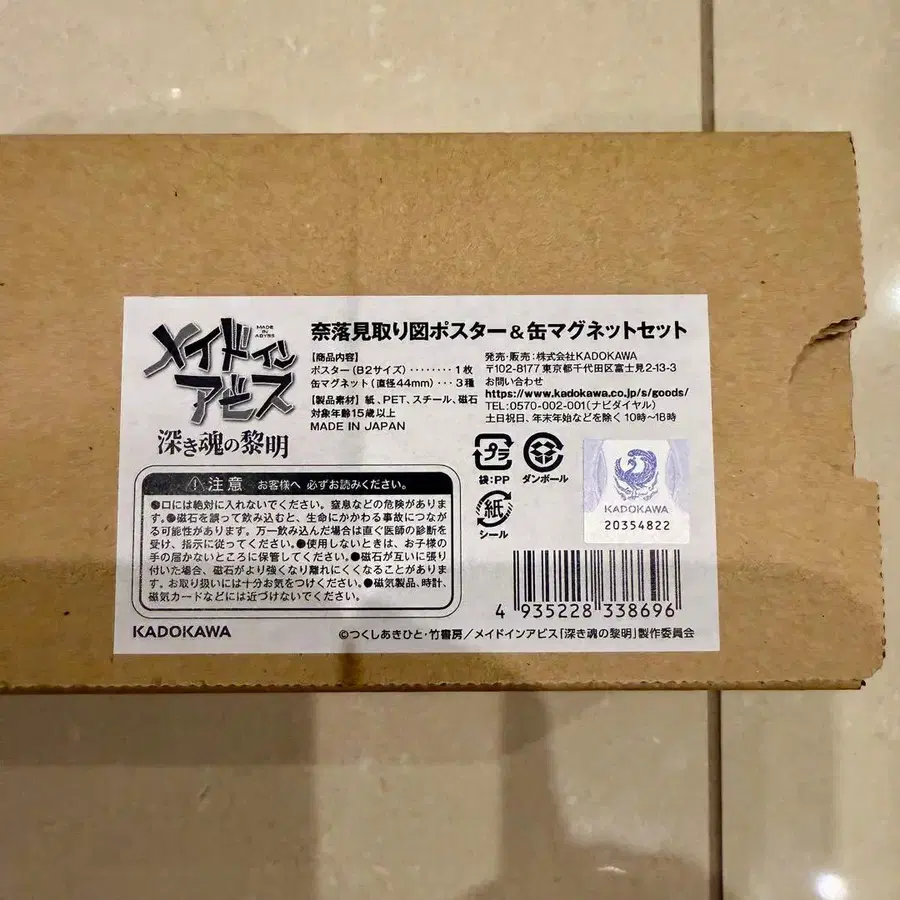 メイドイン
MADE
IN
ABYSS
アビス
深き魂の黎明
奈落見取り図ポスター&缶マグネットセット
【商品内容】
ポスター(B2サイズ)‥‥‥‥1枚
缶マグネット(直径44mm)‥‥3種
【製品素材】紙、PET、スチール、磁石
対象年齢15歳以上
MADE IN JAPAN
発売・販売:株式会社KADOKAWA
〒102-8177 東京都千代田区富士見2-13-3
お問い合わせ
https://www.kadokawa.co.jp/s/goods/
TEL:0570-002-001(ナビダイヤル)
土日祝日、年末年始などを除く 10時〜18時
プラ
袋:PP
ダンボール
紙
シール
KADOKAWA
20354822
注意 お客様へ 必ずお読みください。
●口には絶対に入れないでください。窒息などの危険がありま
す。●磁石を誤って飲み込むと、生命にかかわる事故につなが
る可能性があります。万一飲み込んだ場合は直ぐ医師の診断を
受け、指示に従ってください。●使用しないときは、お子様の
手の届かないところに保管してください。●磁石が互いに張り
付いた場合、磁石がより強くなり離れにくくなることがありま
す。お取り扱いには十分お気をつけください。●磁気製品、時計、
磁気カードなどには近づけないでください。
4 935228 338696
KADOKAWA
©つくしあきひと・竹書房/メイドインアビス「深き魂の黎明」製作委員会